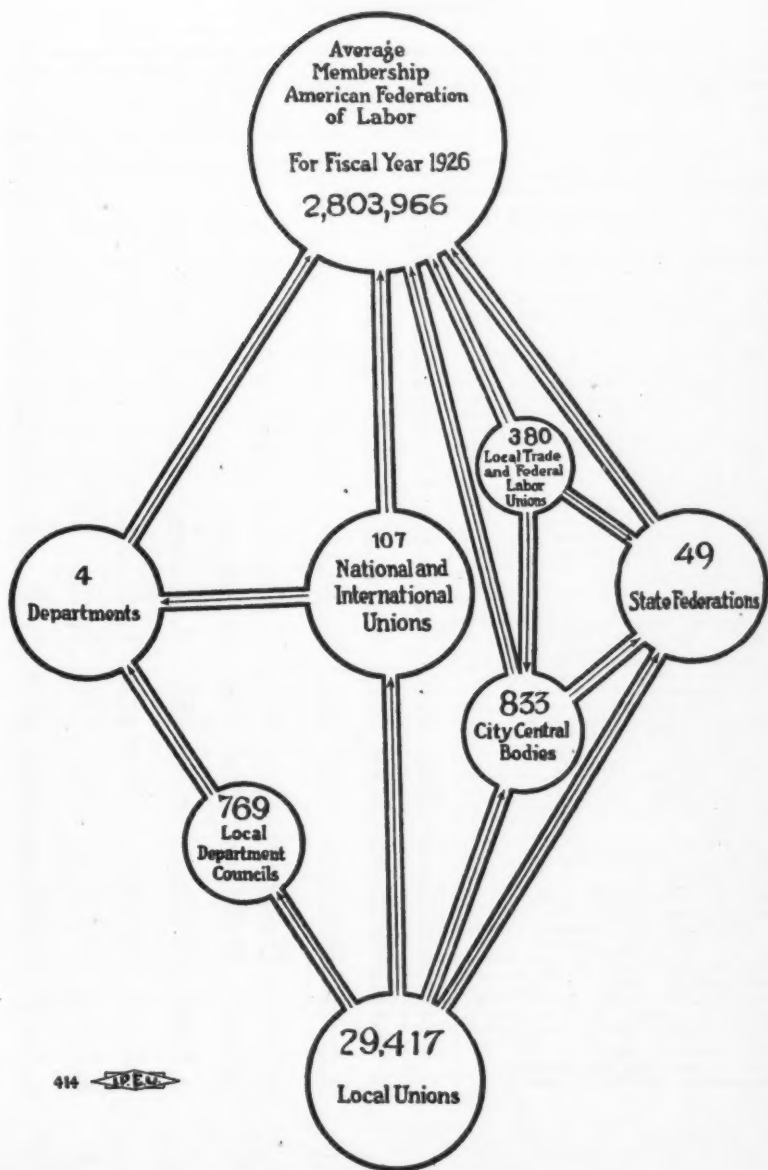 Average
Membership
American Federation
of Labor
For Fiscal Year 1926
2,803,966
380
Local Trade
and Federal
Labor
Unions
4
Departments
107
National and
International
Unions
49
State Federations
833
City Central
Bodies
769
Local
Department
Councils
29,417
Local Unions
414 I.P.E.U.